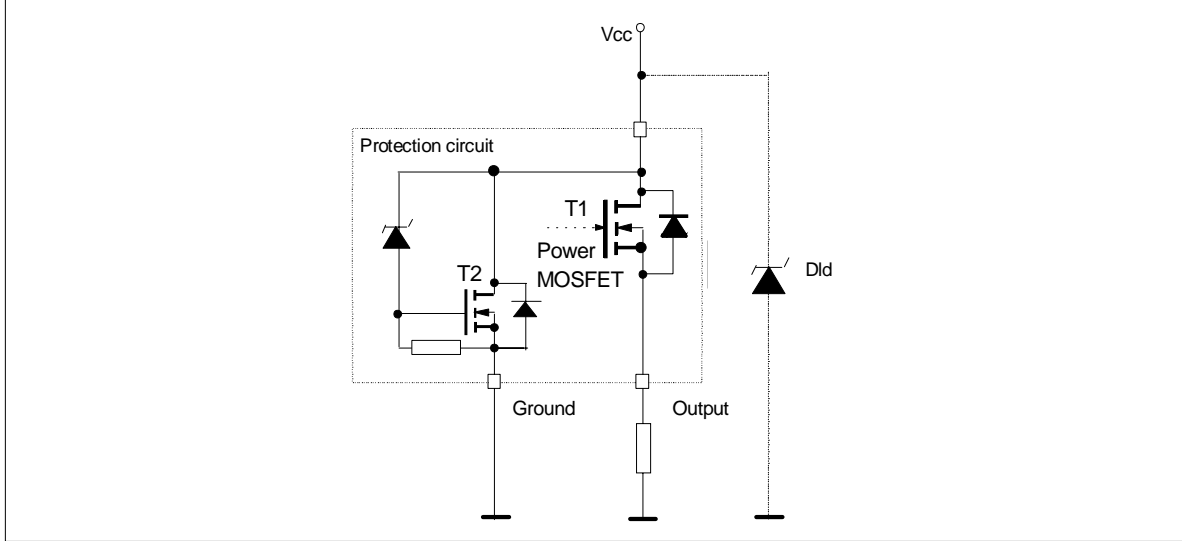 Vcc
Protection circuit
T1
Power
MOSFET
T2
Dld
Ground
Output